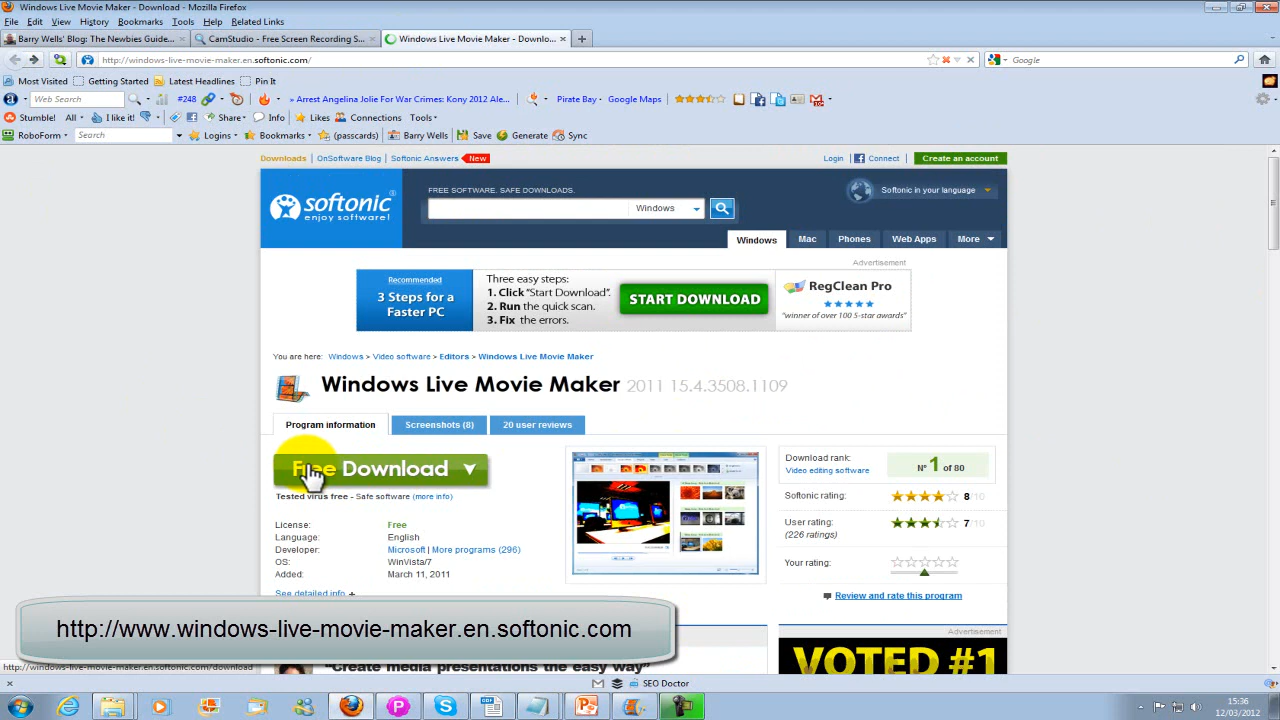 Windows Live Movie Maker - Download - Mozilla Firefox
File Edit View History Bookmarks Tools Help Related Links
Barry Wells' Blog: The Newbies Guide... CamStudio - Free Screen Recording S... Windows Live Movie Maker - Downlo...
http://windows-live-movie-maker.en.softonic.com/ Google
Most Visited Getting Started Latest Headlines Pin It
Web Search #248 » Arrest Angelina Jolie For War Crimes: Kony 2012 Ale... Pirate Bay Google Maps
Stumble! All I like it! Share Info Likes Connections Tools
RoboForm Search Logins Bookmarks (passcards) Barry Wells Save Generate Sync
Downloads OnSoftware Blog Softonic Answers New Login Connect Create an account
softonic
enjoy software!
FREE SOFTWARE. SAFE DOWNLOADS.
Softonic in your language
Windows
Windows Mac Phones Web Apps More
Advertisement
Recommended
3 Steps for a
Faster PC
Three easy steps:
1. Click "Start Download".
2. Run the quick scan.
3. Fix the errors.
START DOWNLOAD
RegClean Pro
"winner of over 100 5-star awards"
You are here: Windows > Video software > Editors > Windows Live Movie Maker
Windows Live Movie Maker 2011 15.4.3508.1109
Program information Screenshots (8) 20 user reviews
Free Download
Tested virus free - Safe software (more info)
License: Free
Language: English
Developer: Microsoft | More programs (296)
OS: WinVista/7
Added: March 11, 2011
See detailed info +
Download rank:
Video editing software
Nº 1 of 80
Softonic rating: 8/10
User rating: 7/10
(226 ratings)
Your rating:
Review and rate this program
http://www.windows-live-movie-maker.en.softonic.com
Advertisement
VOTED #1
"Create media presentations the easy way"
http://windows-live-movie-maker.en.softonic.com/download
SEO Doctor
15:36
12/03/2012